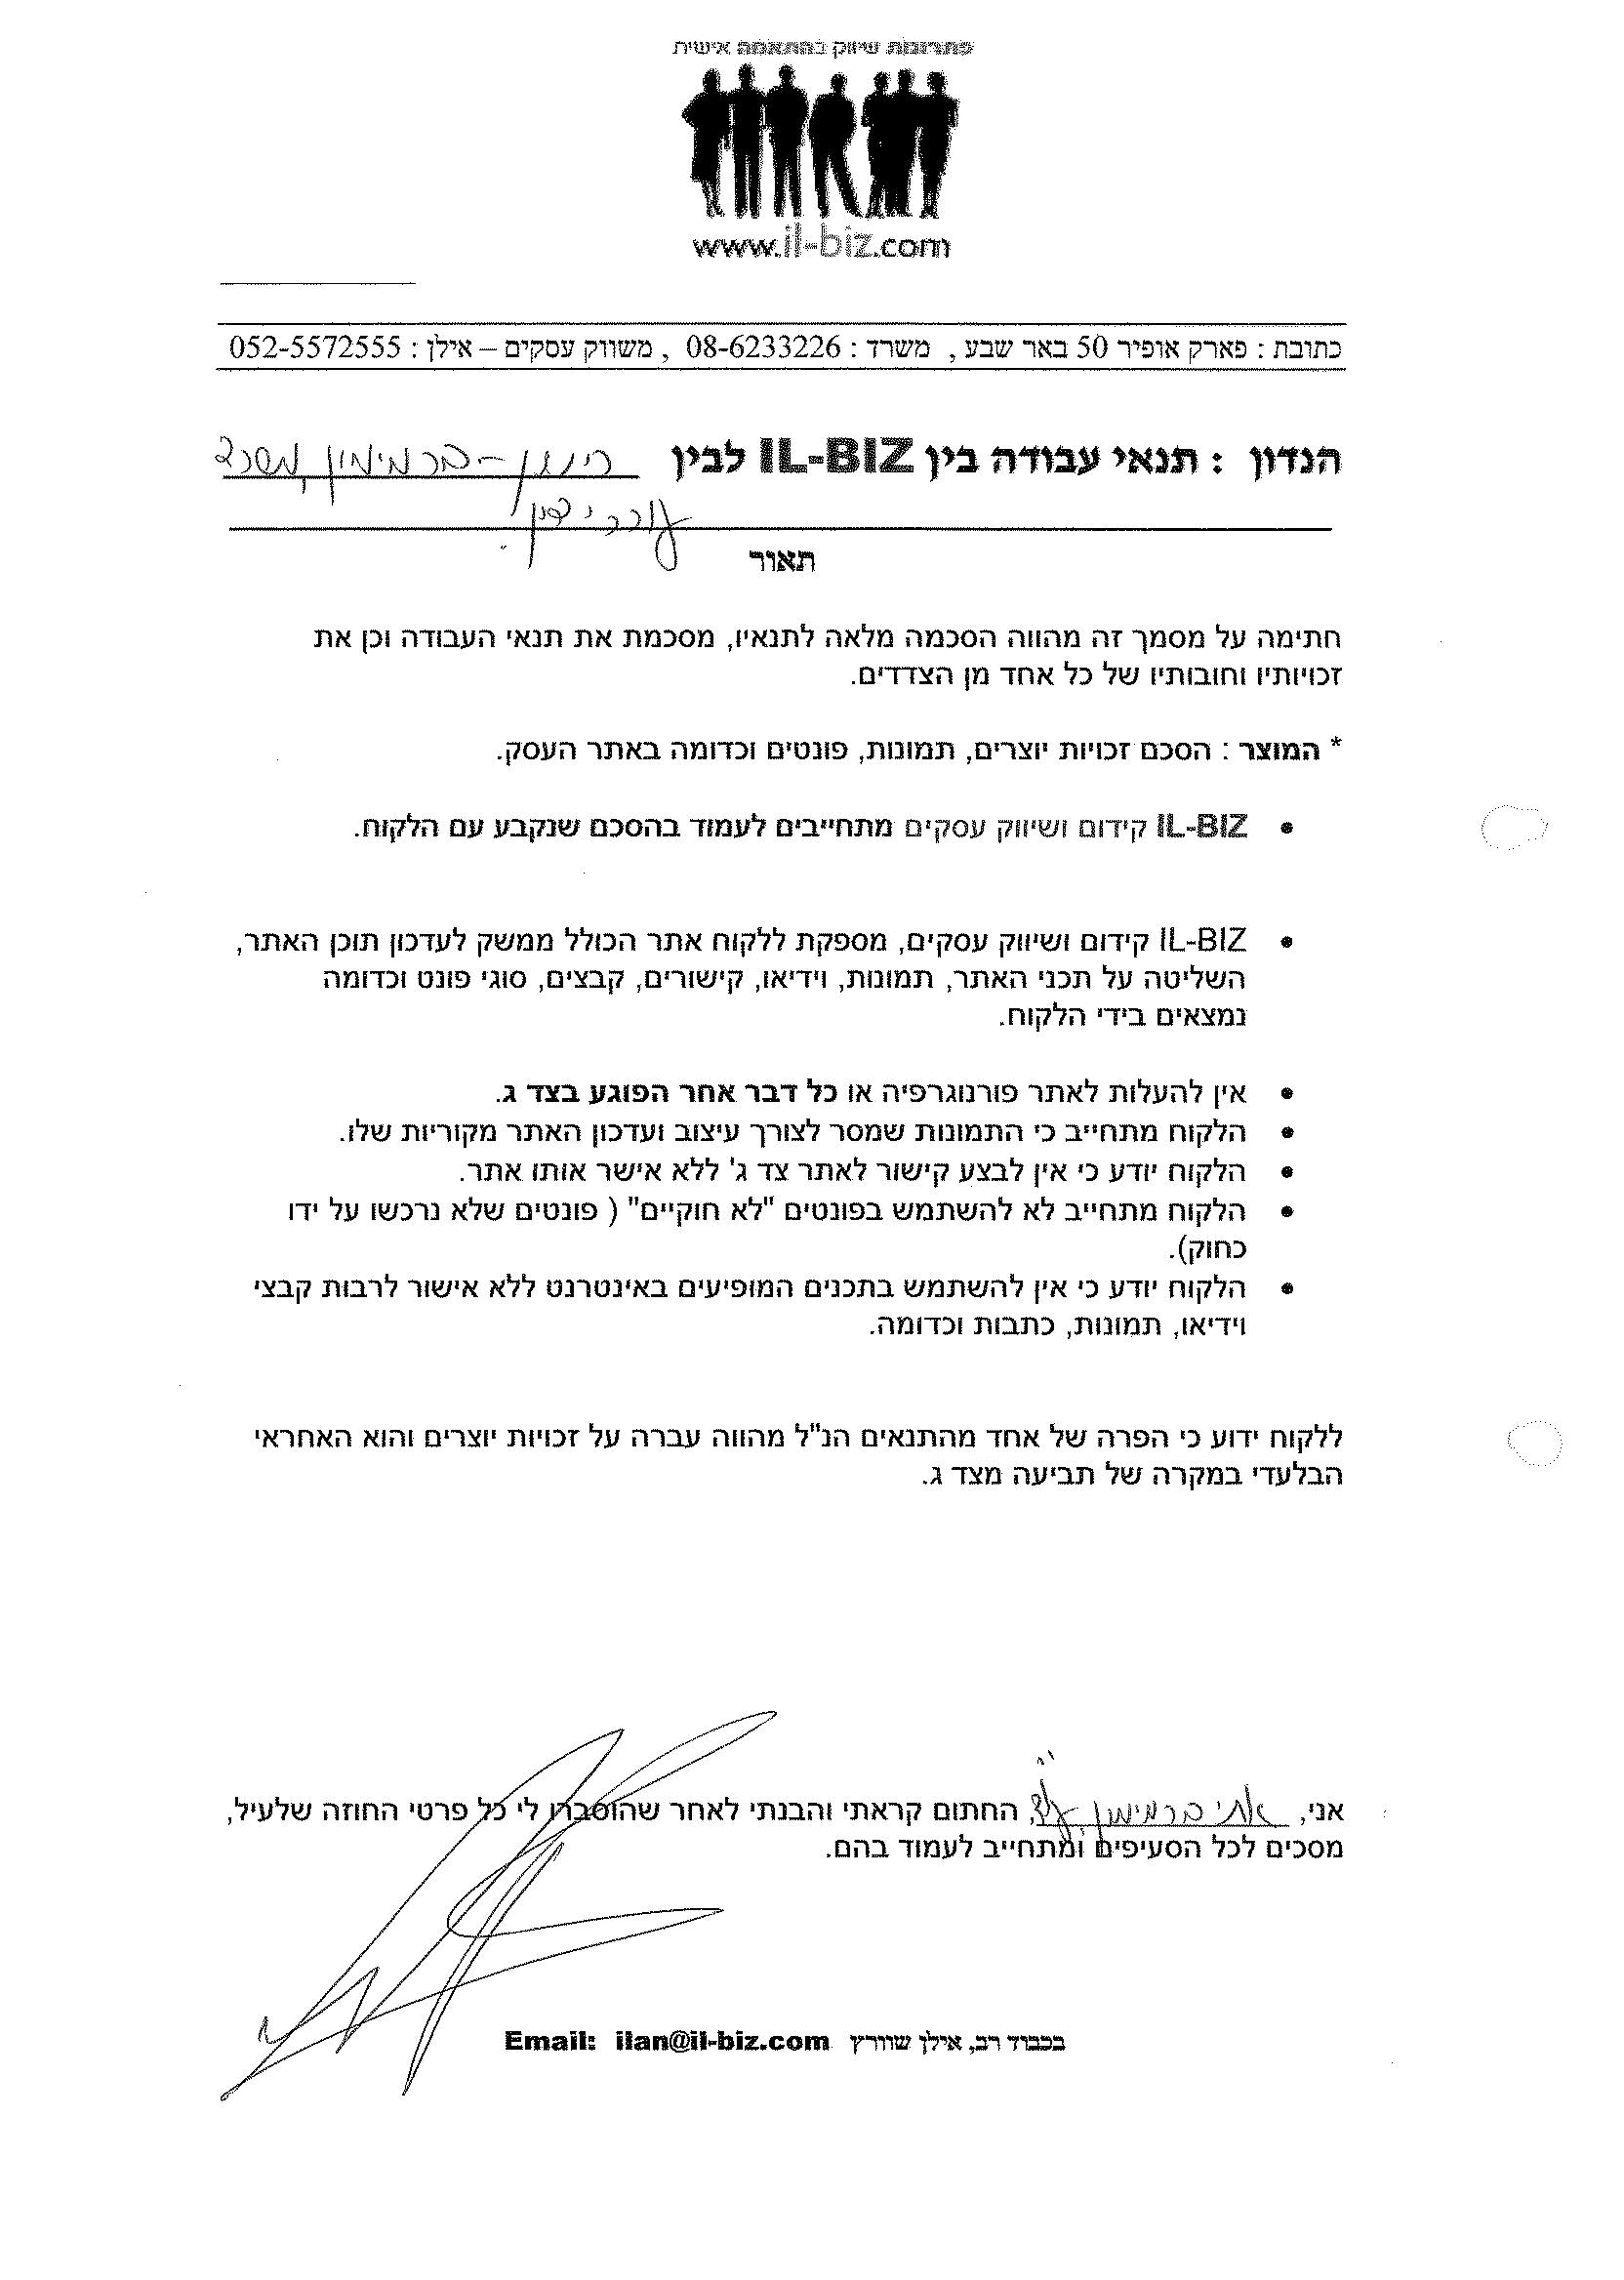 פתרונות שיווק בהתאמה אישית
www.il-biz.com
כתובת : פארק אופיר 50 באר שבע , משרד : 08-6233226 , משווק עסקים – אילן : 052-5572555
הנדון : תנאי עבודה בין IL-BIZ לבין משרד
עורכי דין.
תאור
חתימה על מסמך זה מהווה הסכמה מלאה לתנאיו, מסכמת את תנאי העבודה וכן את
זכויותיו וחובותיו של כל אחד מן הצדדים.
* המוצר : הסכם זכויות יוצרים, תמונות, פונטים וכדומה באתר העסק.
• IL-BIZ קידום ושיווק עסקים מתחייבים לעמוד בהסכם שנקבע עם הלקוח.
• IL-BIZ קידום ושיווק עסקים, מספקת ללקוח אתר הכולל ממשק לעדכון תוכן האתר,
השליטה על תכני האתר, תמונות, וידיאו, קישורים, קבצים, סוגי פונט וכדומה
נמצאים בידי הלקוח.
• אין להעלות לאתר פורנוגרפיה או כל דבר אחר הפוגע בצד ג.
• הלקוח מתחייב כי התמונות שמסר לצורך עיצוב ועדכון האתר מקוריות שלו.
• הלקוח יודע כי אין לבצע קישור לאתר צד ג' ללא אישר אותו אתר.
• הלקוח מתחייב לא להשתמש בפונטים "לא חוקיים" ( פונטים שלא נרכשו על ידו
כחוק).
• הלקוח יודע כי אין להשתמש בתכנים המופיעים באינטרנט ללא אישור לרבות קבצי
וידיאו, תמונות, כתבות וכדומה.
ללקוח ידוע כי הפרה של אחד מהתנאים הנ"ל מהווה עברה על זכויות יוצרים והוא האחראי
הבלעדי במקרה של תביעה מצד ג.
אני, החתום קראתי והבנתי לאחר שהוסברו לי כל פרטי החוזה שלעיל,
מסכים לכל הסעיפים ומתחייב לעמוד בהם.
בכבוד רב, אילן שוורץ Email: ilan@il-biz.com